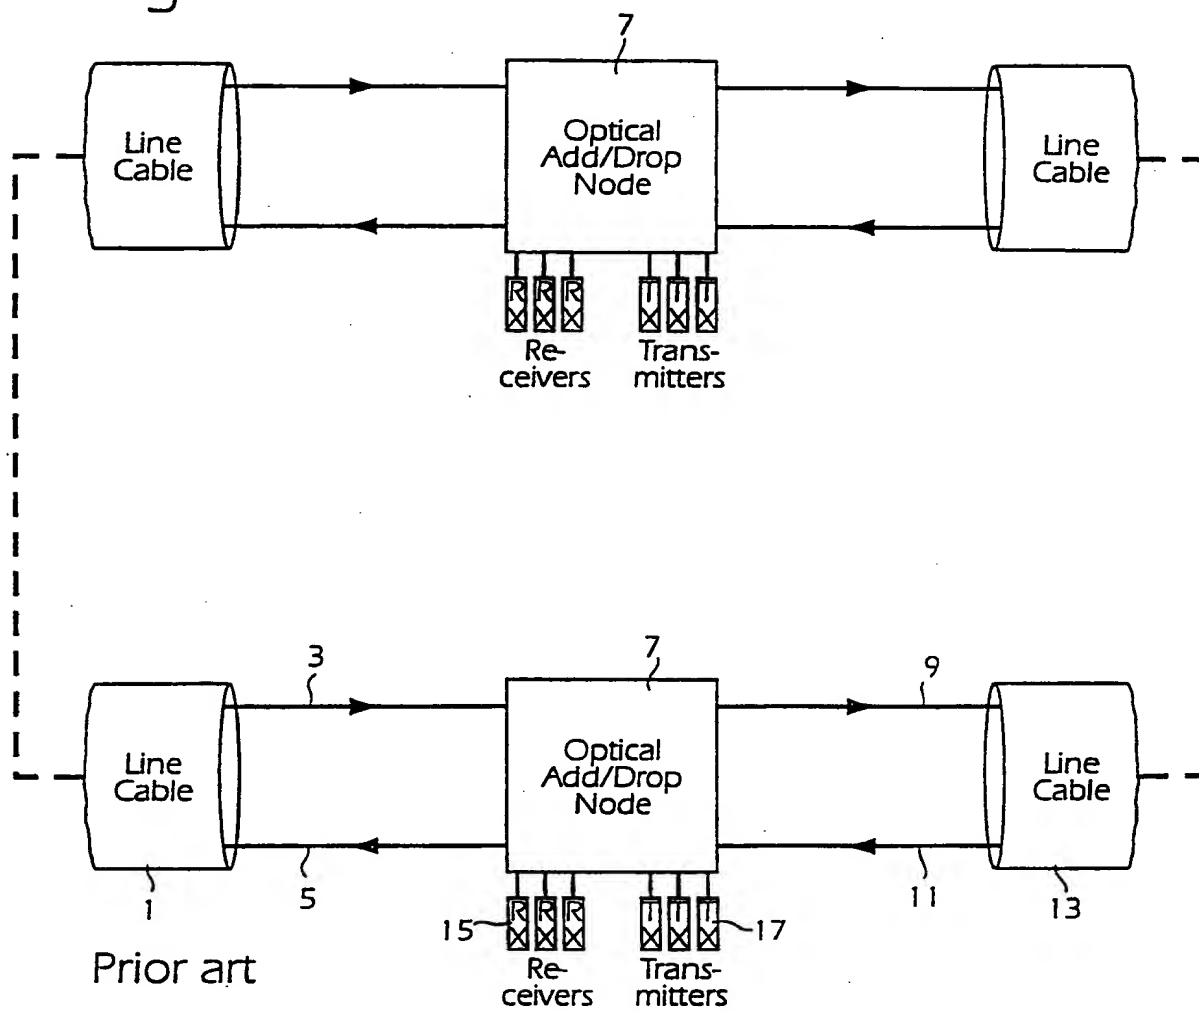 7
Line
Cable
Optical
Add/Drop
Node
Line
Cable
R R R
T T T
Re-
ceivers
Trans-
mitters
3
7
9
Line
Cable
Optical
Add/Drop
Node
Line
Cable
1
5
11
13
15
R R R
T T T
17
Prior art
Re-
ceivers
Trans-
mitters